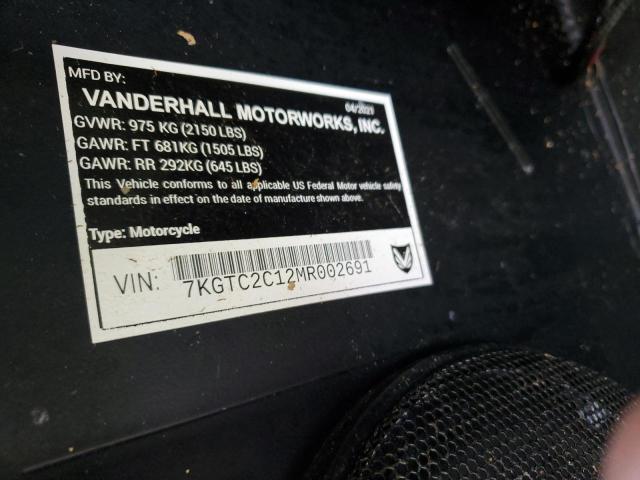 MFD BY:
04/2021
VANDERHALL MOTORWORKS, INC.
GVWR: 975 KG (2150 LBS)
GAWR: FT 681KG (1505 LBS)
GAWR: RR 292KG (645 LBS)
This Vehicle conforms to all applicable US Federal Motor vehicle safety
standards in effect on the date of manufacture shown above.
Type: Motorcycle
VIN: 7KGTC2C12MR002691